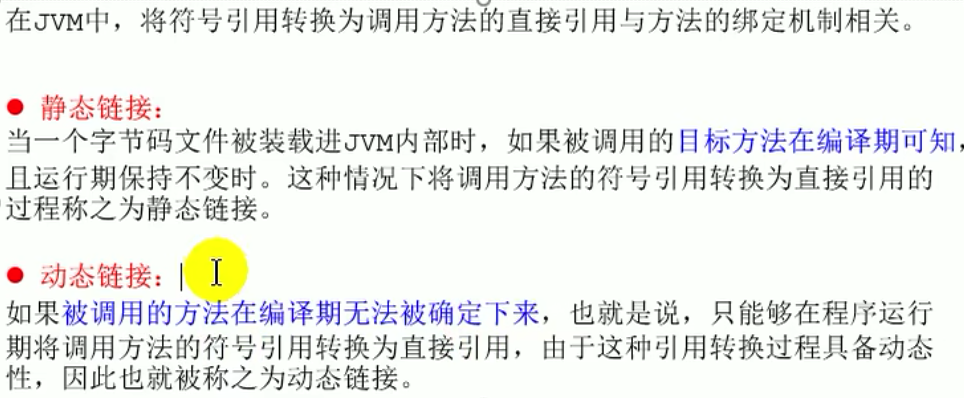 在JVM中，将符号引用转换为调用方法的直接引用与方法的绑定机制相关。
● 静态链接：
当一个字节码文件被装载进JVM内部时，如果被调用的目标方法在编译期可知，
且运行期保持不变时。这种情况下将调用方法的符号引用转换为直接引用的
过程称之为静态链接。
● 动态链接：
如果被调用的方法在编译期无法被确定下来，也就是说，只能够在程序运行
期将调用方法的符号引用转换为直接引用，由于这种引用转换过程具备动态
性，因此也就被称之为动态链接。